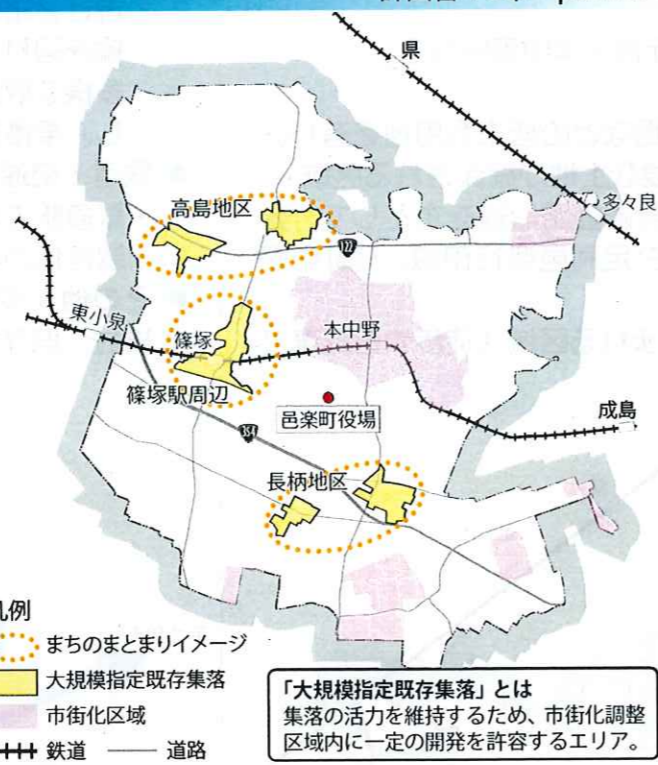 県
多々良
高島地区
122
東小泉
篠塚
本中野
篠塚駅周辺
成島
354
邑楽町役場
長柄地区
凡例
まちのまとまりイメージ
大規模指定既存集落
市街化区域
鉄道 道路
「大規模指定既存集落」とは
集落の活力を維持するため、市街化調整
区域内に一定の開発を許容するエリア。